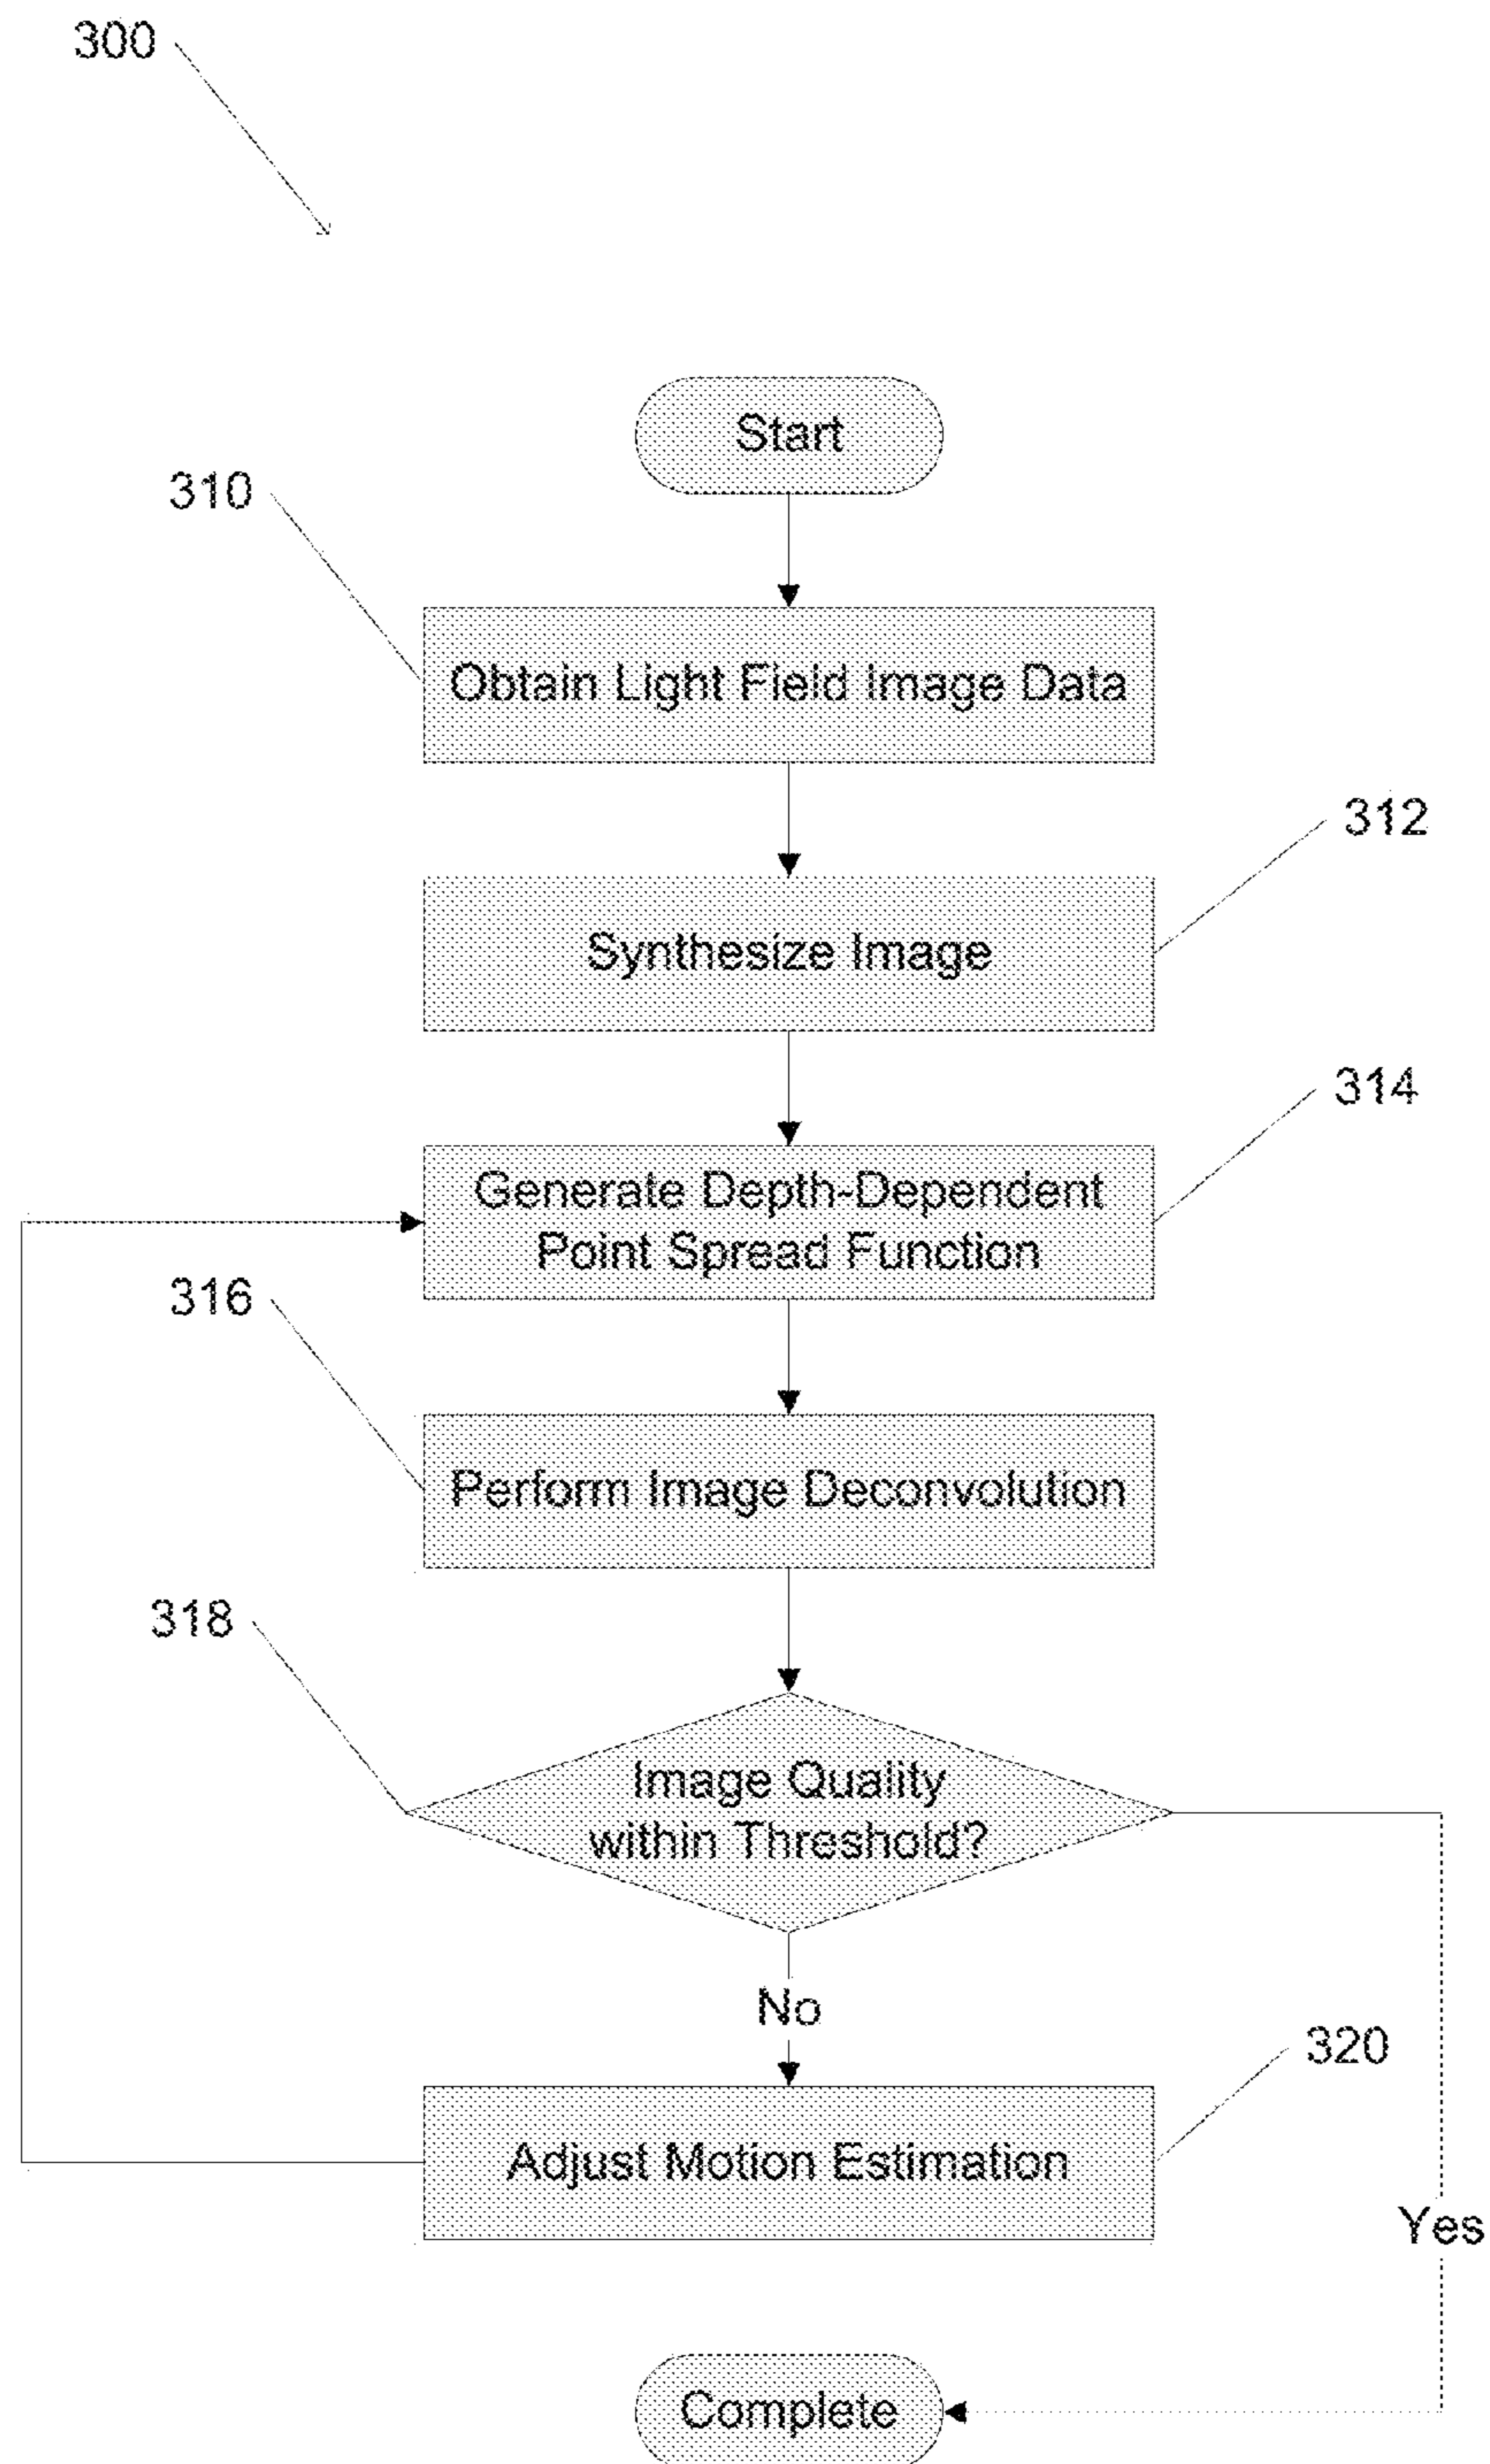 300
Start
310
Obtain Light Field Image Data
312
Synthesize Image
314
Generate Depth-Dependent
Point Spread Function
316
Perform Image Deconvolution
318
Image Quality
within Threshold?
No
320
Adjust Motion Estimation
Yes
Complete